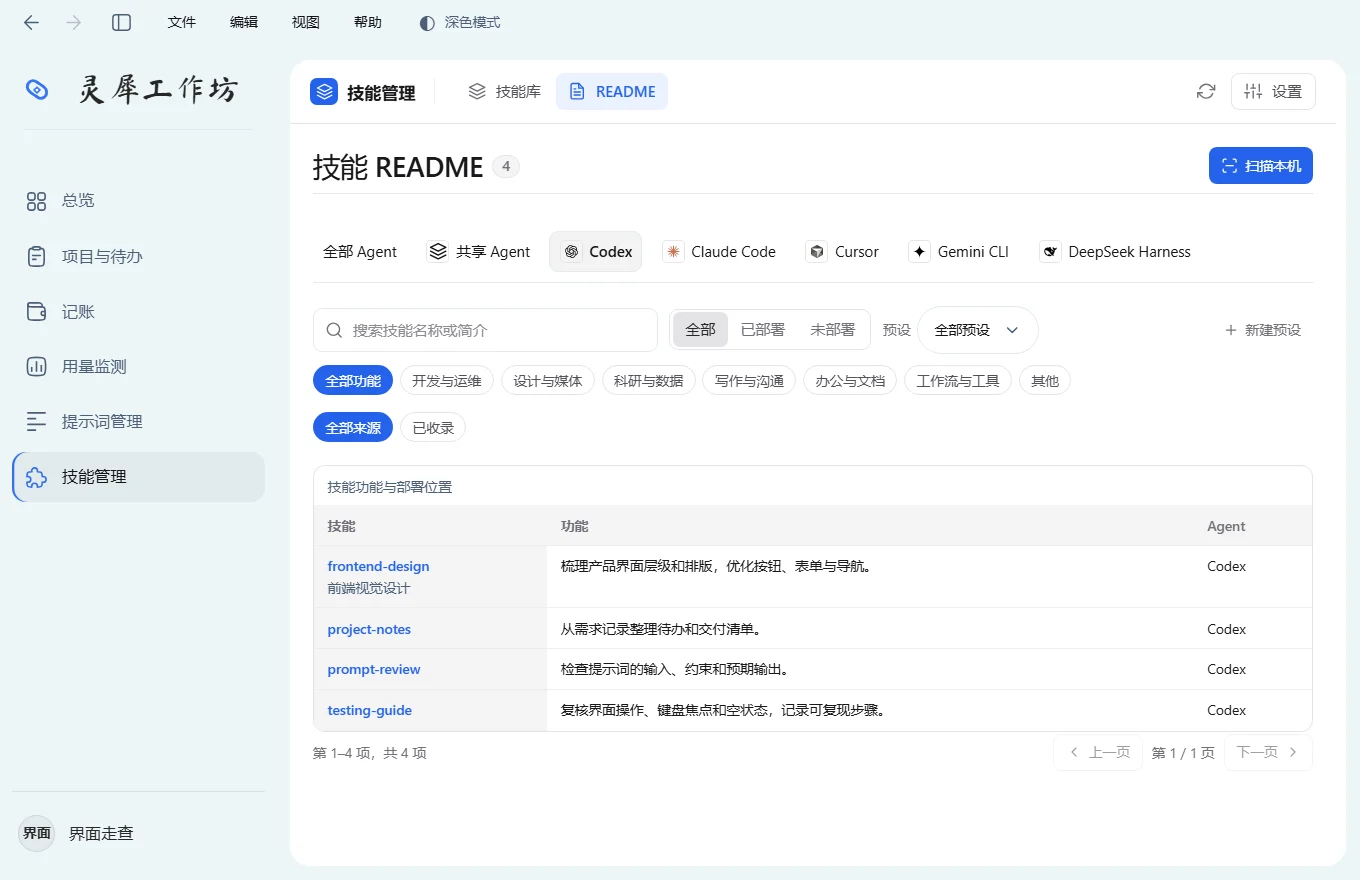 文件 编辑 视图 帮助 深色模式
灵犀工作坊
总览
项目与待办
记账
用量监测
提示词管理
技能管理
界面 界面走查
技能管理 技能库 README 设置
技能 README 4 扫描本机
全部 Agent 共享 Agent Codex Claude Code Cursor Gemini CLI DeepSeek Harness
搜索技能名称或简介 全部 已部署 未部署 预设 全部预设 + 新建预设
全部功能 开发与运维 设计与媒体 科研与数据 写作与沟通 办公与文档 工作流与工具 其他
全部来源 已收录
技能功能与部署位置
技能 功能 Agent
frontend-design 梳理产品界面层级和排版，优化按钮、表单与导航。 Codex
前端视觉设计
project-notes 从需求记录整理待办和交付清单。 Codex
prompt-review 检查提示词的输入、约束和预期输出。 Codex
testing-guide 复核界面操作、键盘焦点和空状态，记录可复现步骤。 Codex
第 1–4 项，共 4 项 上一页 第 1 / 1 页 下一页